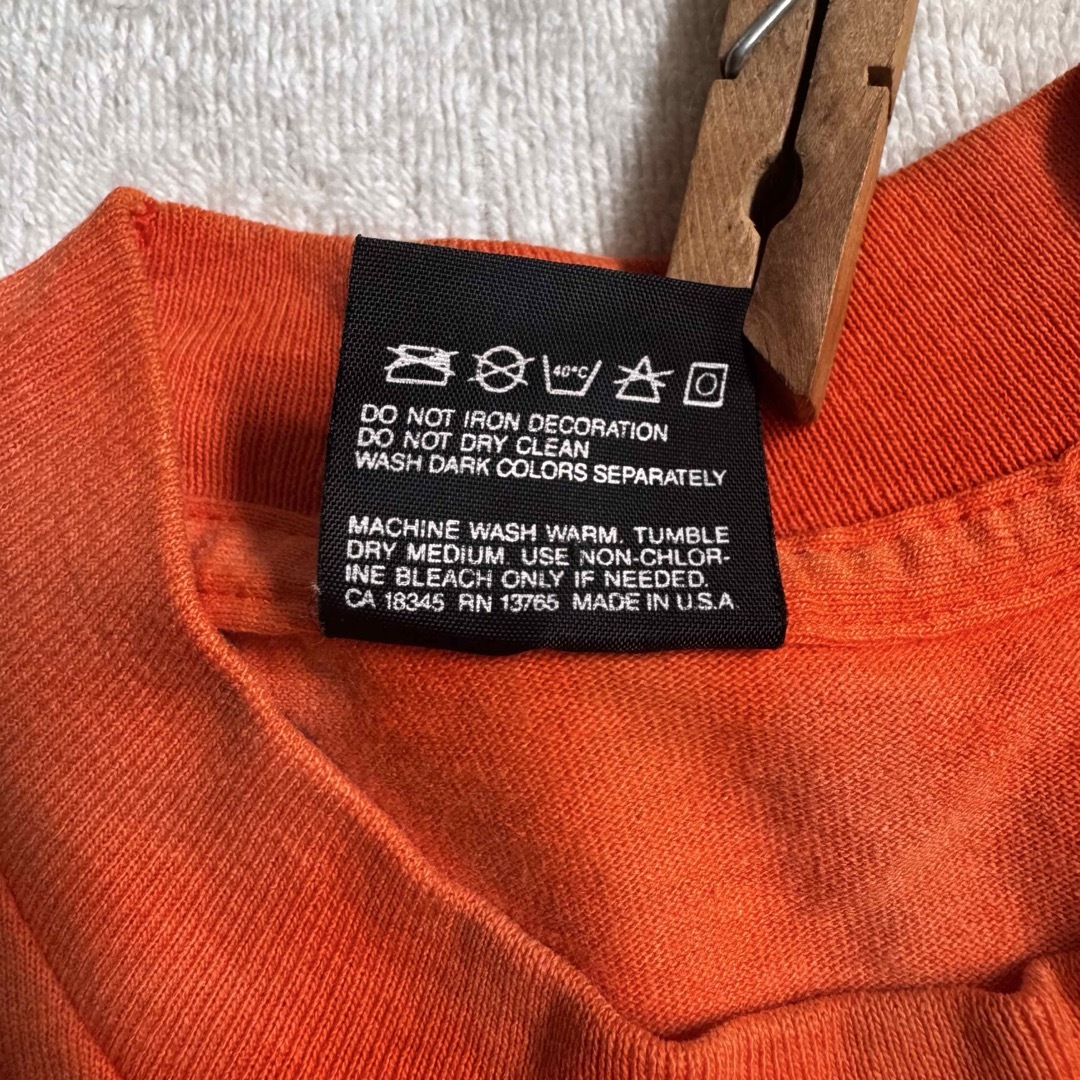 40°C
DO NOT IRON DECORATION
DO NOT DRY CLEAN
WASH DARK COLORS SEPARATELY
MACHINE WASH WARM. TUMBLE
DRY MEDIUM. USE NON-CHLOR-
INE BLEACH ONLY IF NEEDED.
CA 18345 RN 13765 MADE IN U.S.A